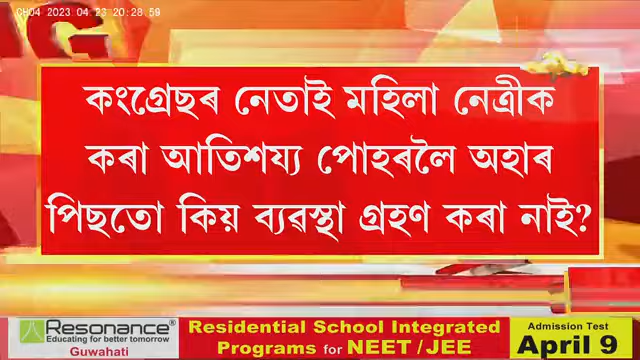 CH04 2023.04.23 20:28:59
কংগ্ৰেছৰ নেতাই মহিলা নেত্ৰীক
কৰা আতিশয্য পোহৰলৈ অহাৰ
পিছতো কিয় ব্যৱস্থা গ্ৰহণ কৰা নাই?
Resonance®
Educating for better tomorrow
Guwahati
Residential School Integrated
Programs for NEET / JEE
Admission Test
April 9